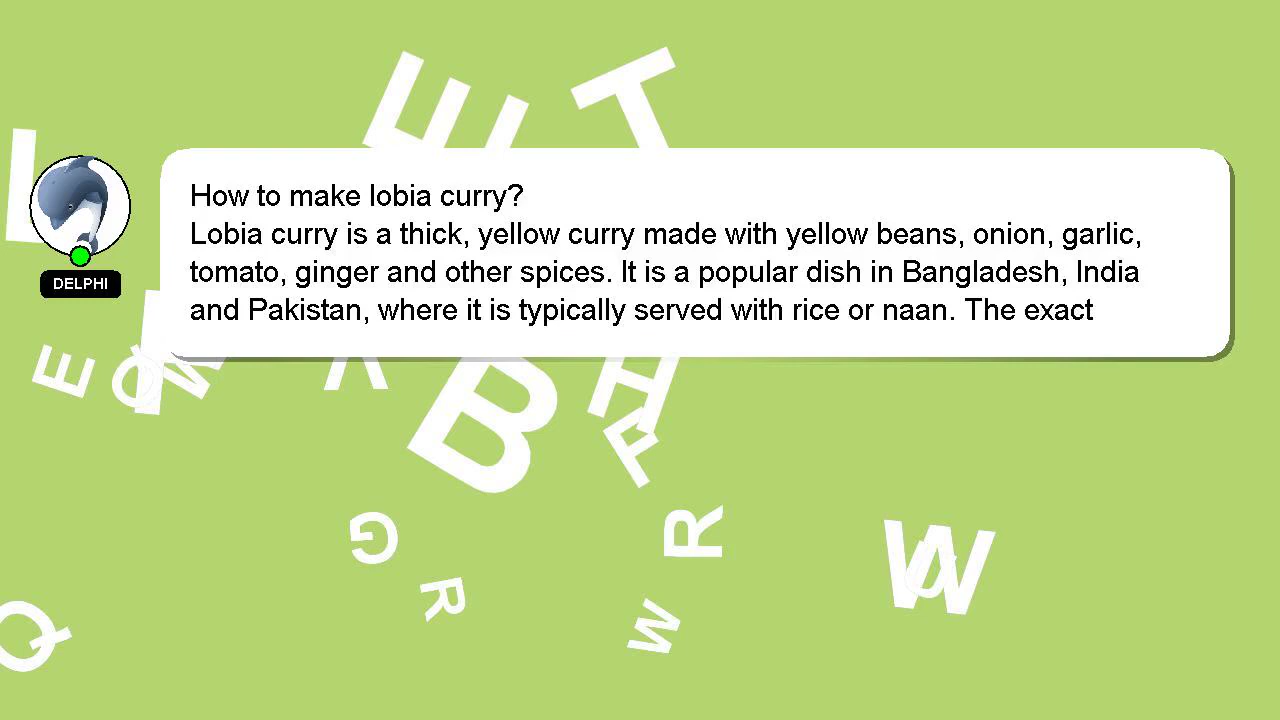 How to make lobia curry?
Lobia curry is a thick, yellow curry made with yellow beans, onion, garlic,
tomato, ginger and other spices. It is a popular dish in Bangladesh, India
and Pakistan, where it is typically served with rice or naan. The exact
DELPHI
L
E
T
E
Q
M
V
B
H
F
G
R
R
W
W
U
Q